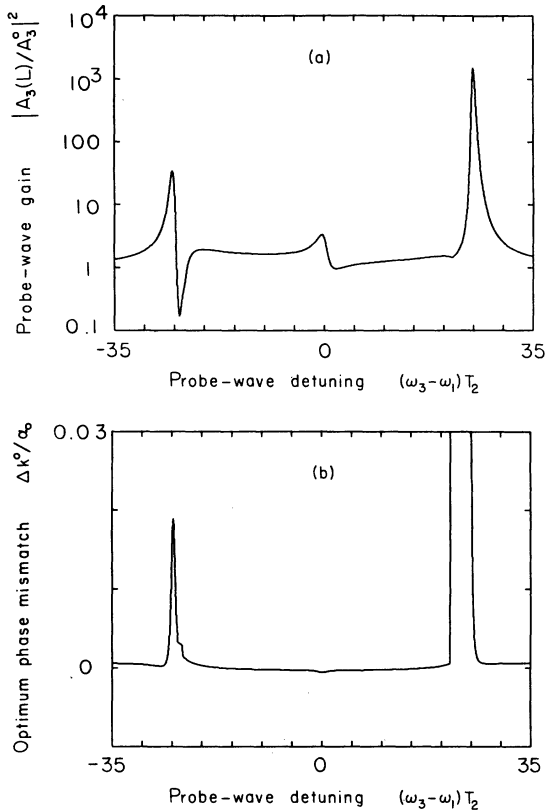 Probe-wave gain |A₃(L)/A₃⁰|²
10⁴
10³
100
10
1
0.1
(a)
-35
0
35
Probe-wave detuning (ω₃-ω₁)T₂
Optimum phase mismatch Δk⁰/α₀
0.03
0
(b)
-35
0
35
Probe-wave detuning (ω₃-ω₁)T₂